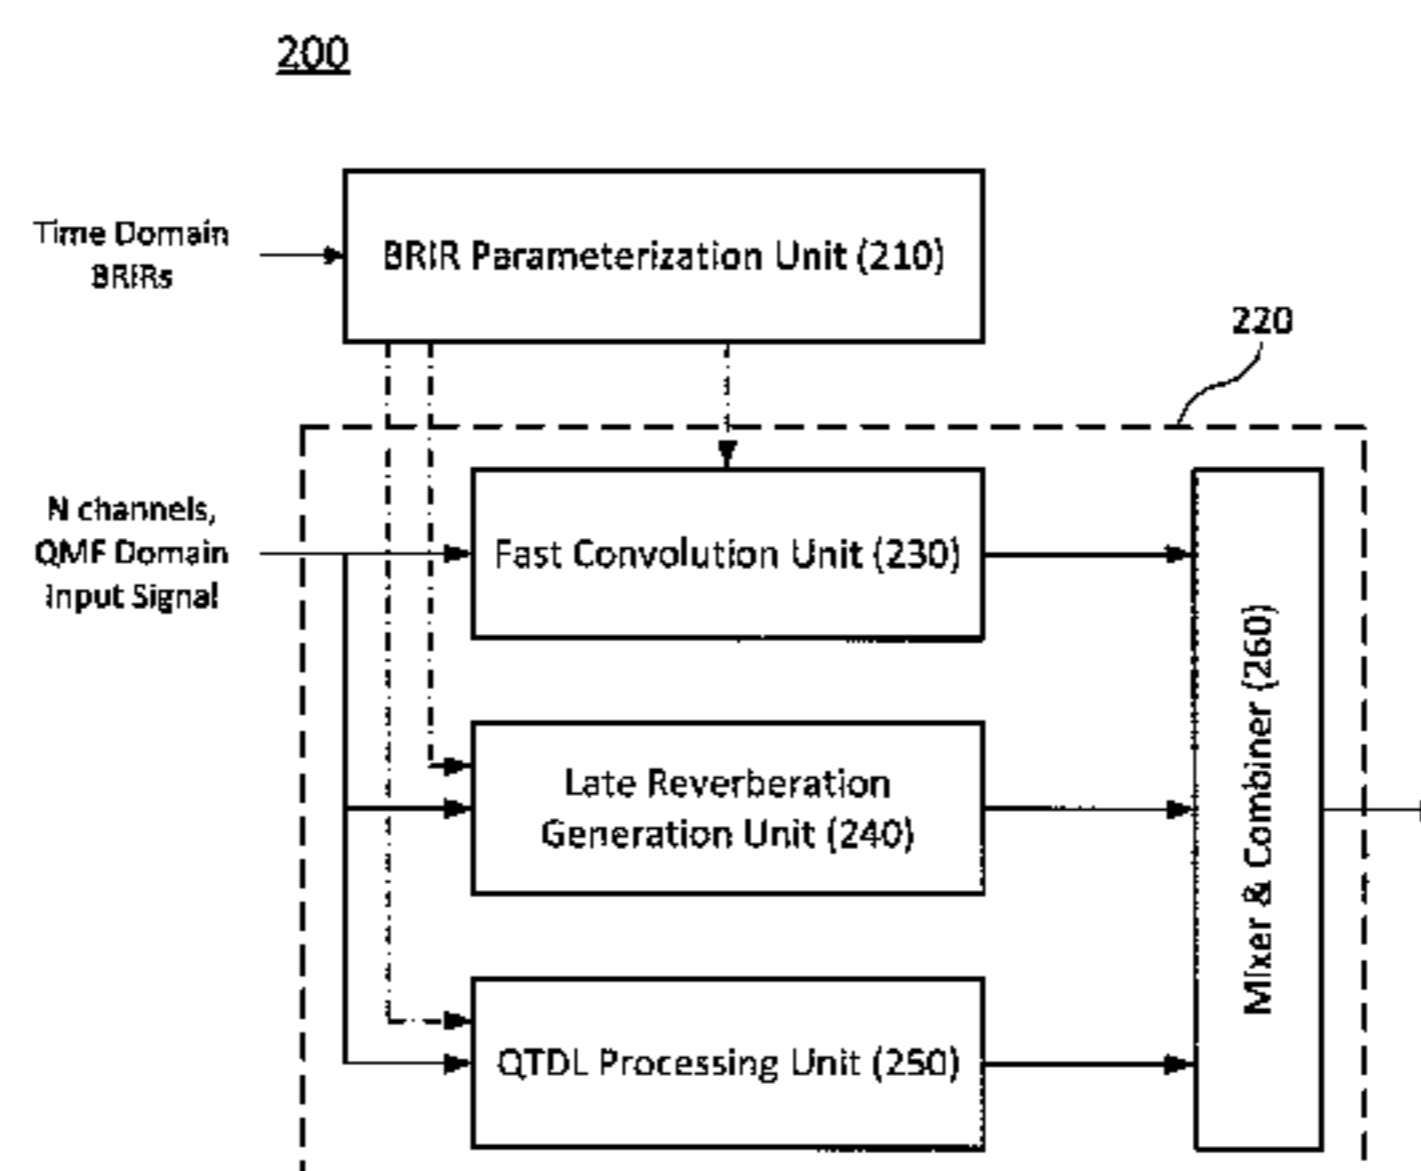 200
Time Domain
BRIRs
BRIR Parameterization Unit (210)
220
N channels,
QMF Domain
Input Signal
Fast Convolution Unit (230)
Late Reverberation
Generation Unit (240)
QTDL Processing Unit (250)
Mixer & Combiner (260)